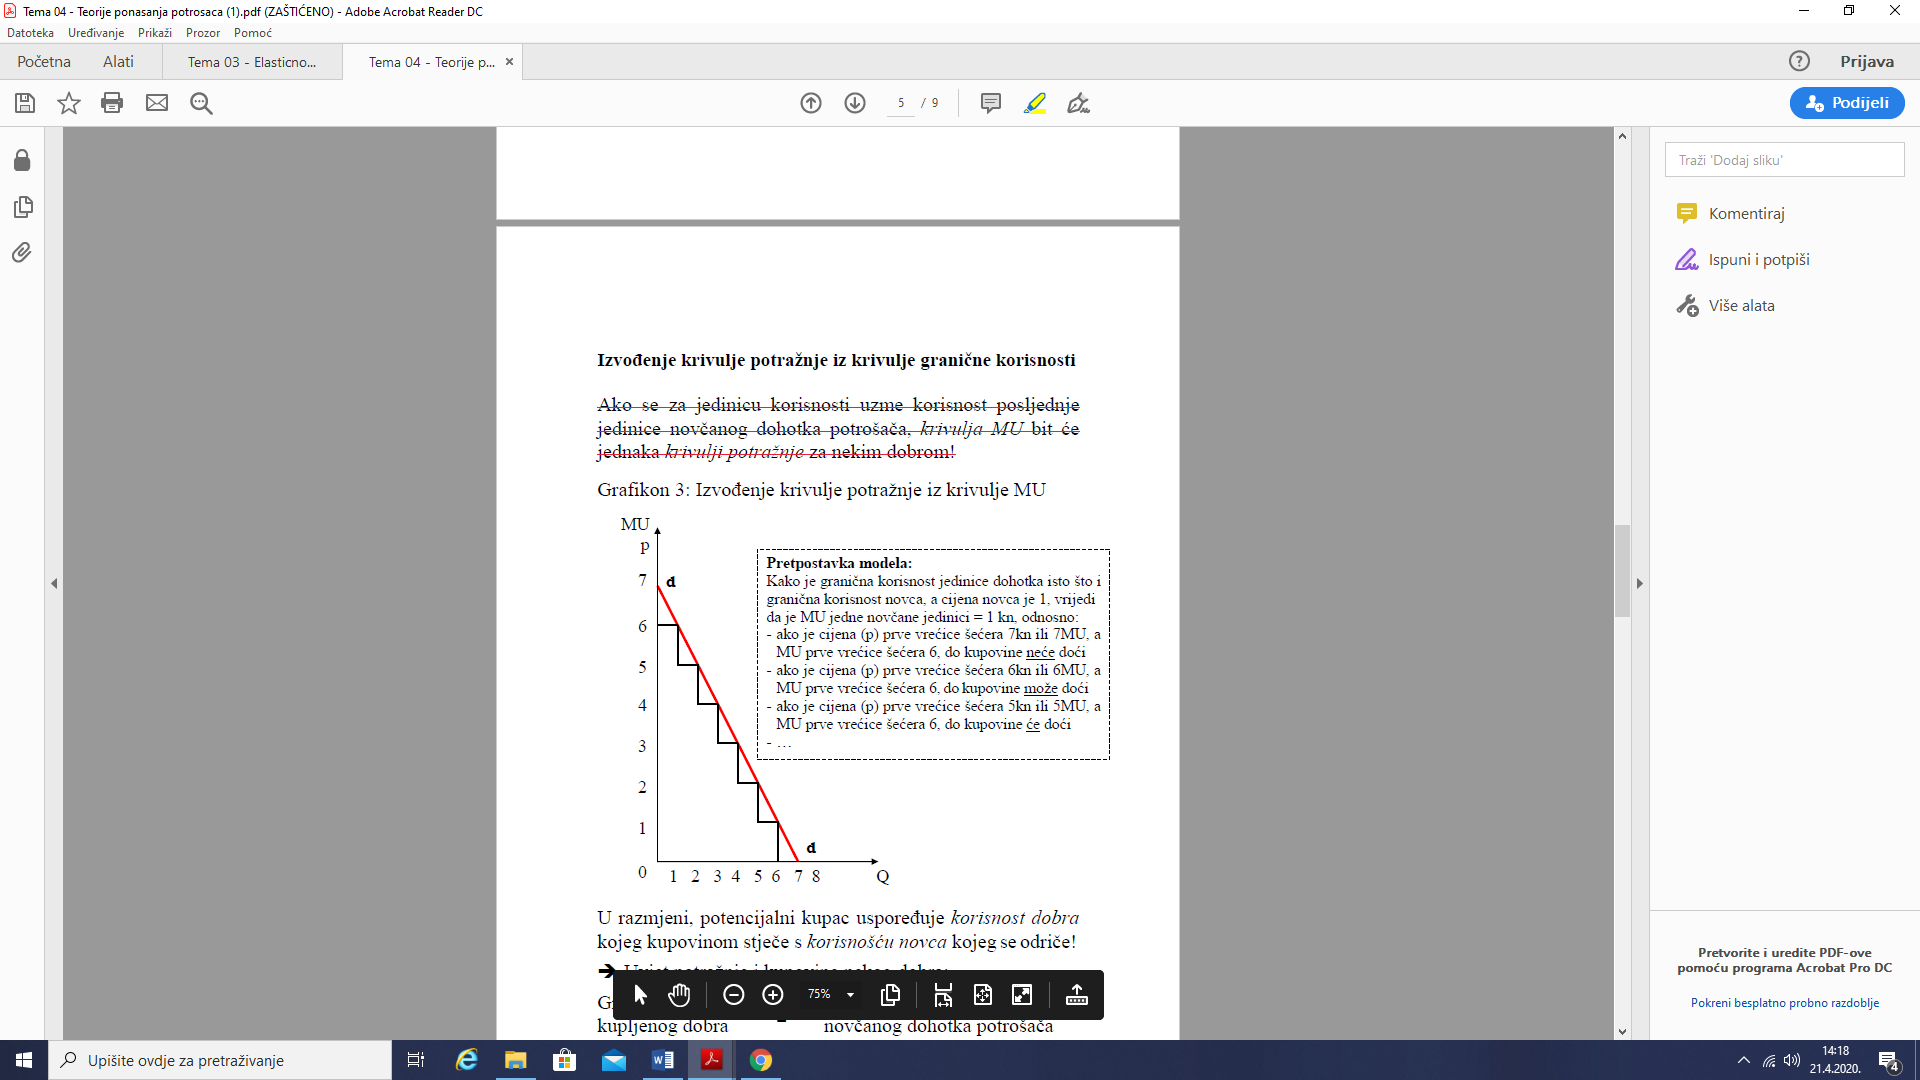 Tema 04 - Teorije ponasanja potrosaca (1).pdf (ZAŠTIĆENO) - Adobe Acrobat Reader DC
Datoteka Uređivanje Prikaži Prozor Pomoć
Početna Alati Tema 03 - Elasticno... Tema 04 - Teorije p... Prijava
5 / 9 Podijeli
Traži 'Dodaj sliku'
Komentiraj
Ispuni i potpiši
Više alata
Izvođenje krivulje potražnje iz krivulje granične korisnosti
Ako se za jedinicu korisnosti uzme korisnost posljednje
jedinice novčanog dohotka potrošača, krivulja MU bit će
jednaka krivulji potražnje za nekim dobrom!
Grafikon 3: Izvođenje krivulje potražnje iz krivulje MU
MU
p
7 d
6
5
4
3
2
1
d
0 1 2 3 4 5 6 7 8 Q
Pretpostavka modela:
Kako je granična korisnost jedinice dohotka isto što i
granična korisnost novca, a cijena novca je 1, vrijedi
da je MU jedne novčane jedinici = 1 kn, odnosno:
- ako je cijena (p) prve vrećice šećera 7kn ili 7MU, a
MU prve vrećice šećera 6, do kupovine neće doći
- ako je cijena (p) prve vrećice šećera 6kn ili 6MU, a
MU prve vrećice šećera 6, do kupovine može doći
- ako je cijena (p) prve vrećice šećera 5kn ili 5MU, a
MU prve vrećice šećera 6, do kupovine će doći
- ...
U razmjeni, potencijalni kupac uspoređuje korisnost dobra
kojeg kupovinom stječe s korisnošću novca kojeg se odriče!
75%
kupljenog dobra novčanog dohotka potrošača
Pretvorite i uredite PDF-ove
pomoću programa Acrobat Pro DC
Pokreni besplatno probno razdoblje
Upišite ovdje za pretraživanje
14:18
21.4.2020.
4